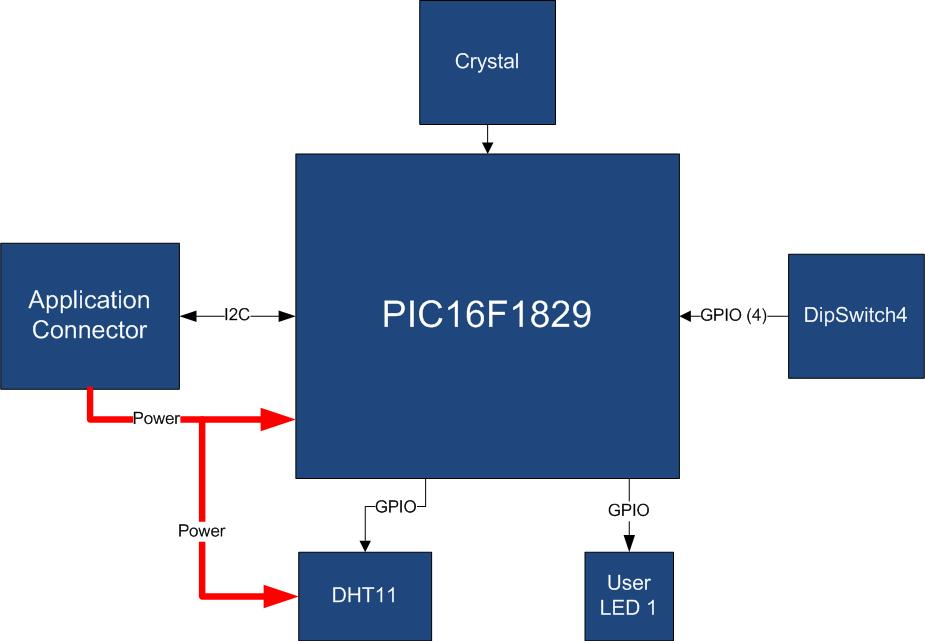 Crystal
Application
Connector
I2C
PIC16F1829
GPIO (4)
DipSwitch4
Power
GPIO
GPIO
Power
DHT11
User
LED 1